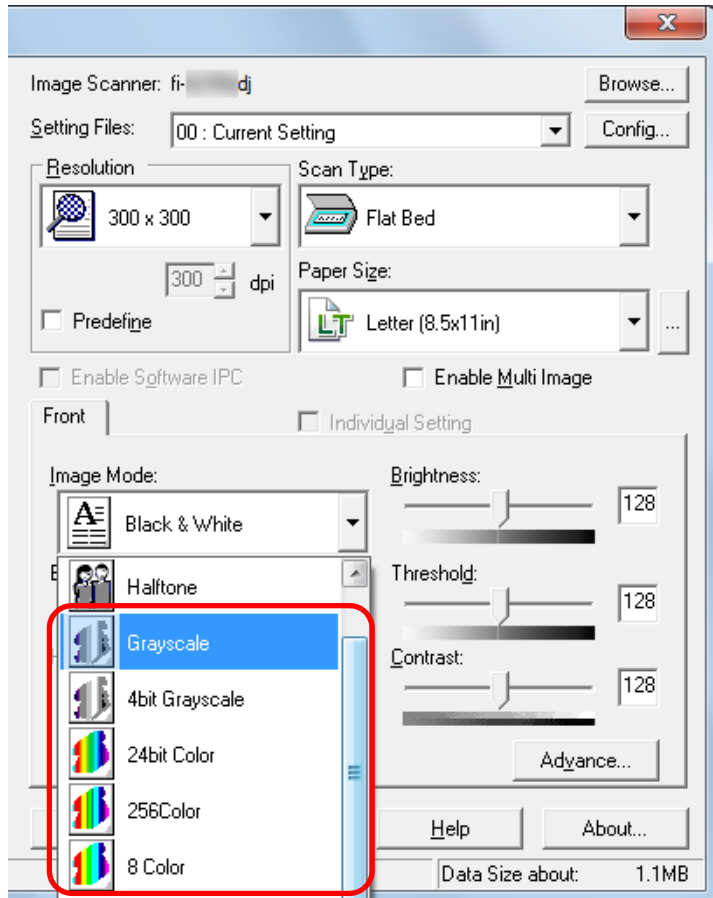 Image Scanner: fi- dj
Browse...
Setting Files:
00 : Current Setting
Config...
Resolution
Scan Type:
300 x 300
Flat Bed
300
dpi
Paper Size:
Predefine
LT
Letter (8.5x11in)
...
Enable Software IPC
Enable Multi Image
Front
Individual Setting
Image Mode:
Brightness:
A
Black & White
128
Halftone
Threshold:
128
Grayscale
Contrast:
4bit Grayscale
128
24bit Color
Advance...
256Color
Help
About...
8 Color
Data Size about: 1.1MB